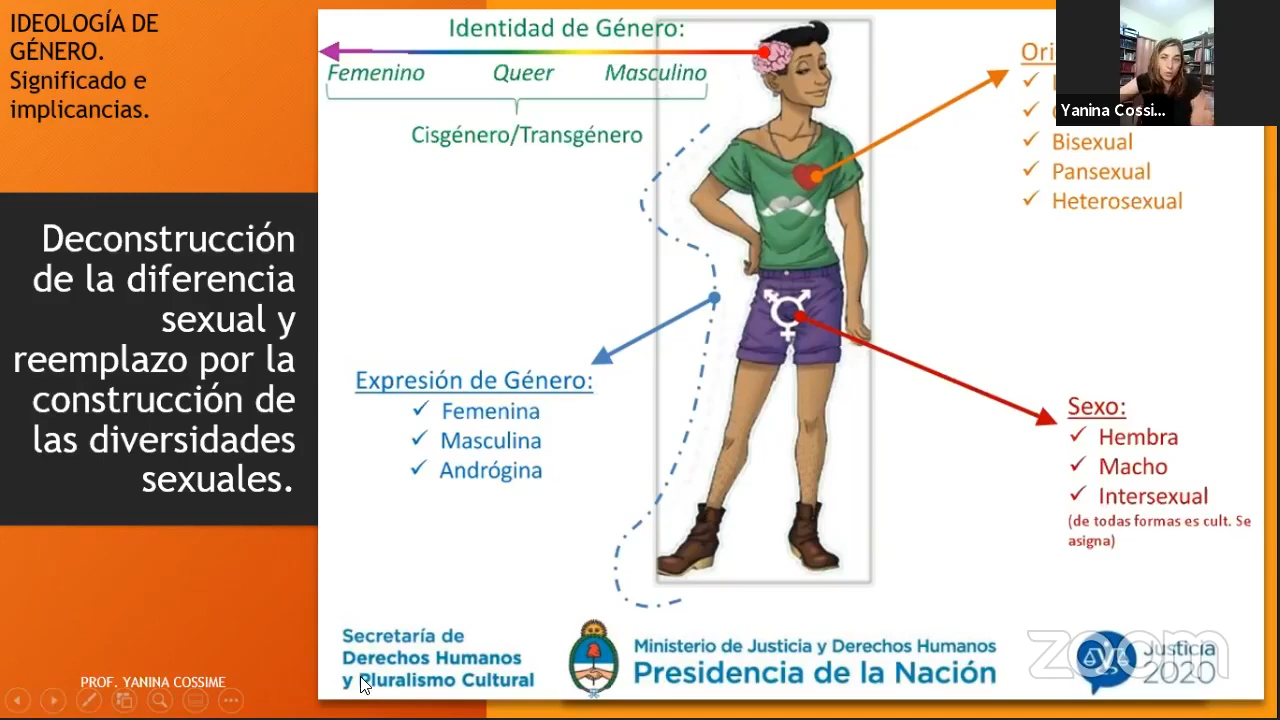 IDEOLOGÍA DE
GÉNERO.
Significado e
implicancias.
Deconstrucción
de la diferencia
sexual y
reemplazo por la
construcción de
las diversidades
sexuales.
PROF. YANINA COSSIME
Identidad de Género:
Femenino Queer Masculino
Cisgénero/Transgénero
Expresión de Género:
Femenina
Masculina
Andrógina
Ori
Bisexual
Pansexual
Heterosexual
Yanina Cossi...
Sexo:
Hembra
Macho
Intersexual
(de todas formas es cult. Se
asigna)
Secretaría de
Derechos Humanos
y Pluralismo Cultural
Ministerio de Justicia y Derechos Humanos
Presidencia de la Nación
zoom
Justicia
2020